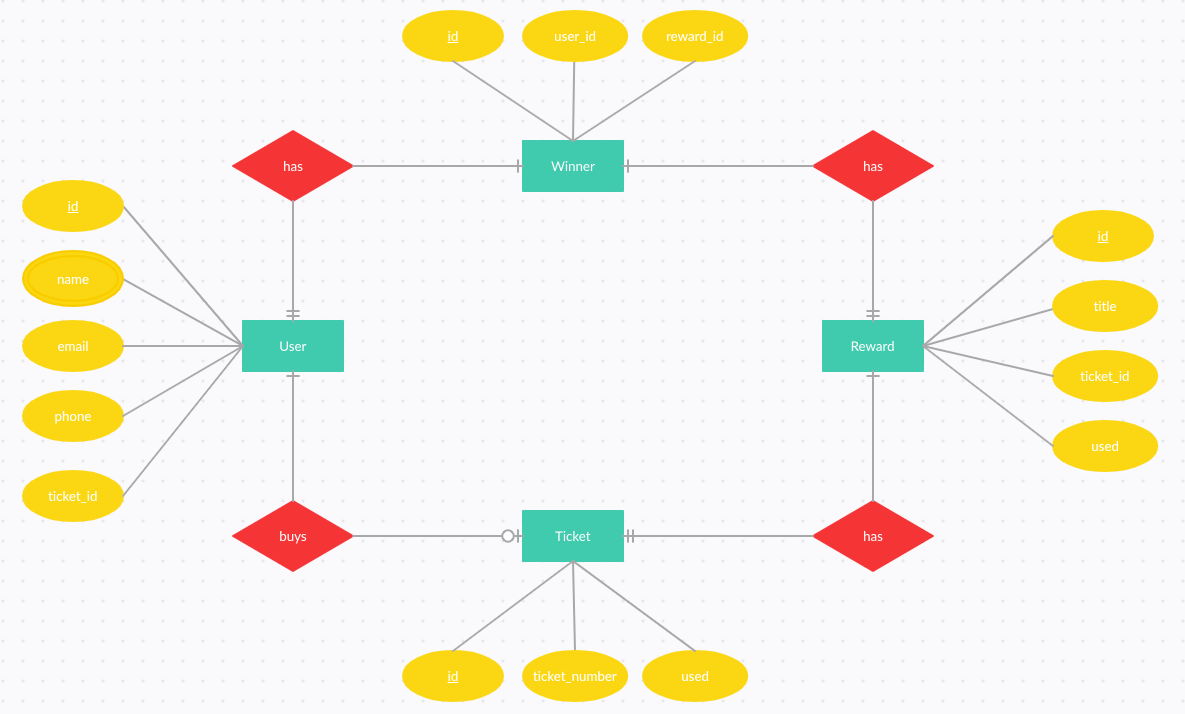 id
user_id
reward_id
has
Winner
has
id
name
email
phone
ticket_id
User
Reward
id
title
ticket_id
used
buys
Ticket
has
id
ticket_number
used